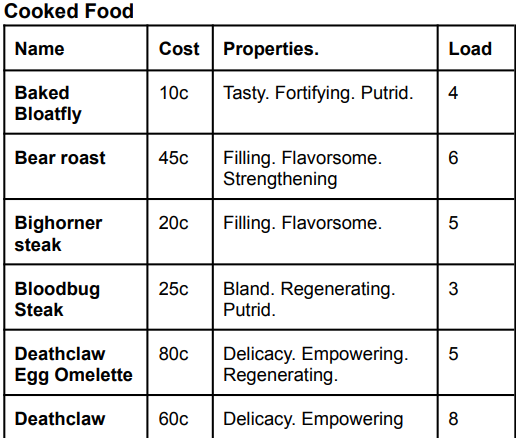 Cooked Food
Name Cost Properties. Load
Baked 10c Tasty. Fortifying. Putrid. 4
Bloatfly
Bear roast 45c Filling. Flavorsome. 6
Strengthening
Bighorner 20c Filling. Flavorsome. 5
steak
Bloodbug 25c Bland. Regenerating. 3
Steak Putrid.
Deathclaw 80c Delicacy. Empowering. 5
Egg Omelette Regenerating.
Deathclaw 60c Delicacy. Empowering 8